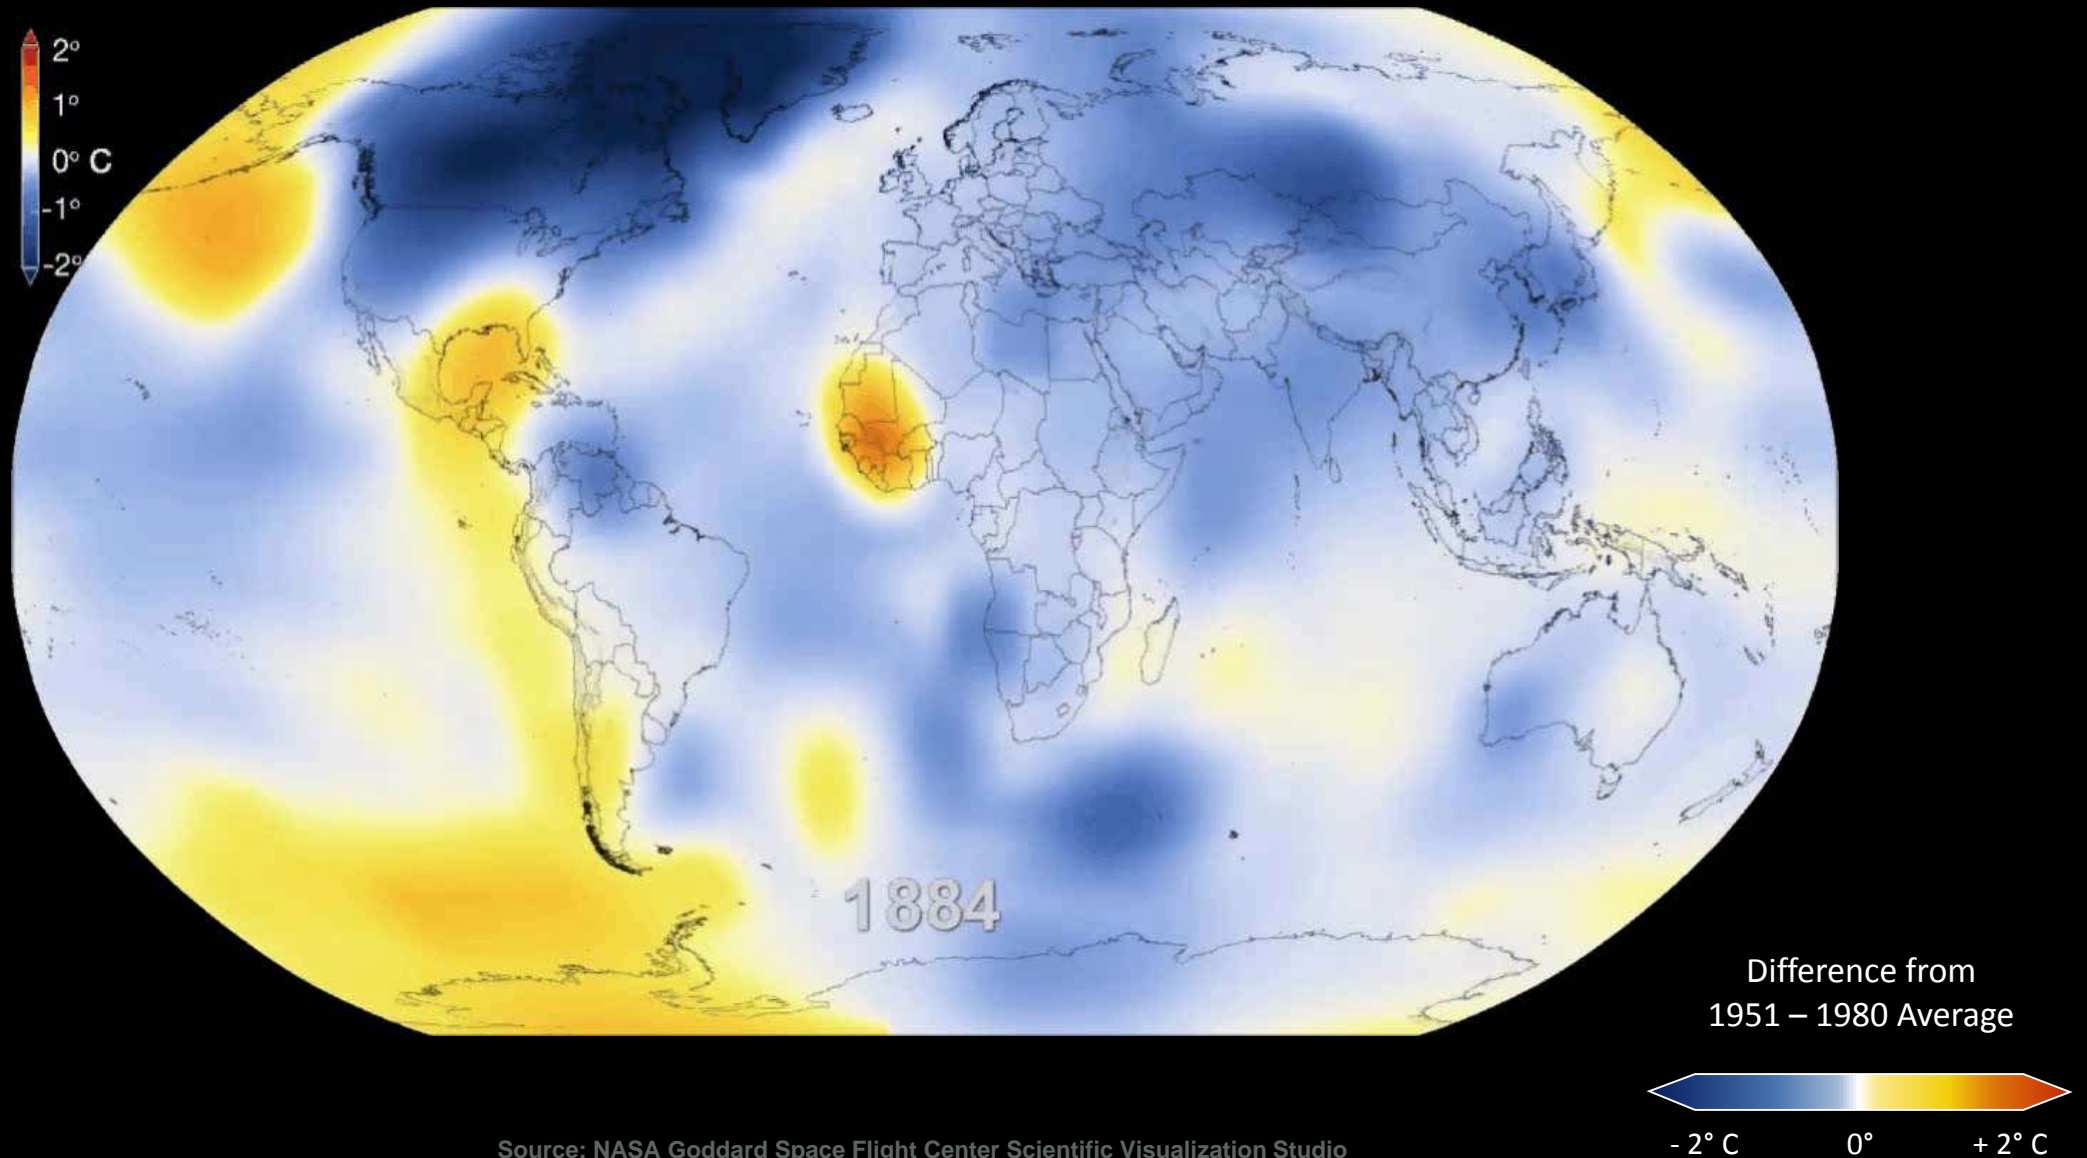 2°
1°
0° C
-1°
-2°
1884
Difference from
1951 – 1980 Average
- 2° C 0° + 2° C
Source: NASA Goddard Space Flight Center Scientific Visualization Studio